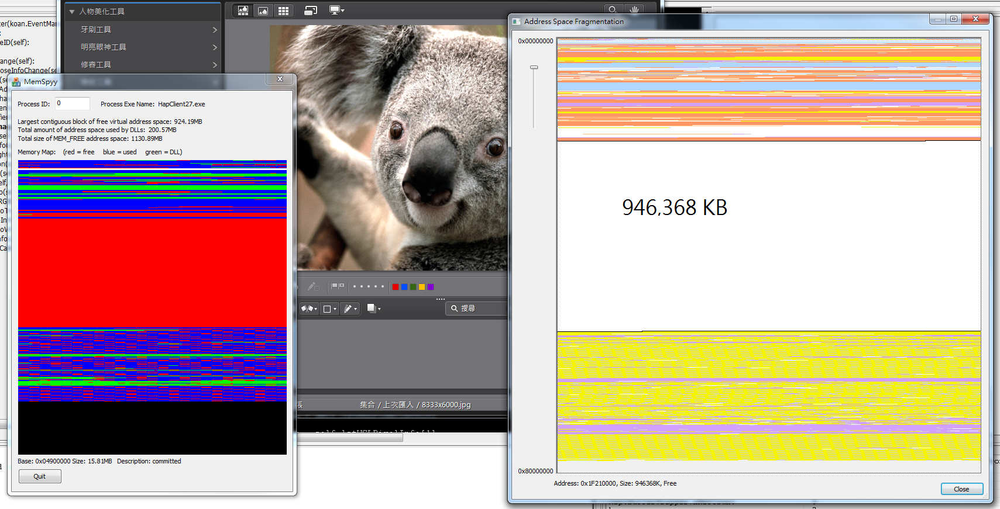 ter(koan.EventMar
eID(self):
ange(self):
oseInfoChange(se
人物美化工具
牙刷工具
明亮眼神工具
修容工具
MemSpyy
Process ID: 0 Process Exe Name: HapClient27.exe
Largest contiguous block of free virtual address space: 924.19MB
Total amount of address space used by DLLs: 200.57MB
Total size of MEM_FREE address space: 1130.89MB
Memory Map: (red = free blue = used green = DLL)
Base: 0x04900000 Size: 15.81MB Description: committed
Quit
搜尋
張
集合 / 上次匯入 / 8333x6000.jpg
Address Space Fragmentation
0x00000000
946,368 KB
0x80000000
Address: 0x1F210000, Size: 946368K, Free
Close